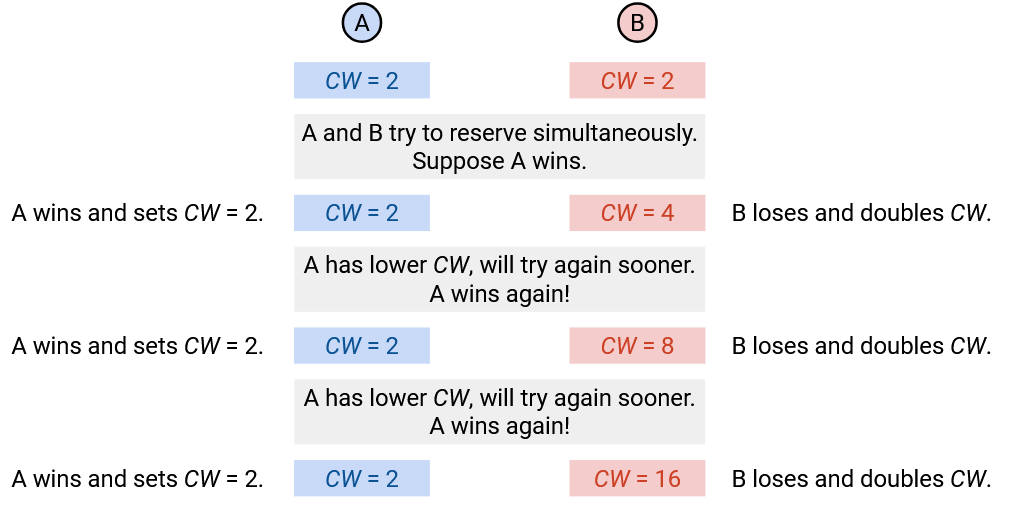 A
B
CW = 2
CW = 2
A and B try to reserve simultaneously.
Suppose A wins.
A wins and sets CW = 2.
CW = 2
CW = 4
B loses and doubles CW.
A has lower CW, will try again sooner.
A wins again!
A wins and sets CW = 2.
CW = 2
CW = 8
B loses and doubles CW.
A has lower CW, will try again sooner.
A wins again!
A wins and sets CW = 2.
CW = 2
CW = 16
B loses and doubles CW.